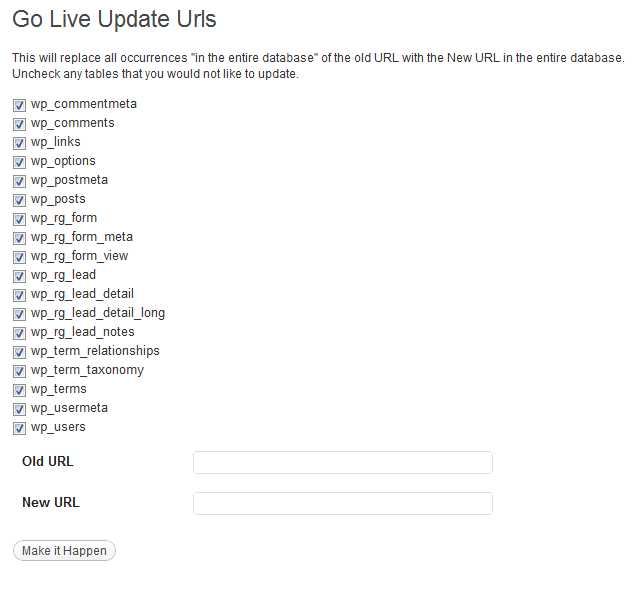 Go Live Update Urls
This will replace all occurrences "in the entire database" of the old URL with the New URL in the entire database.
Uncheck any tables that you would not like to update.
wp_commentmeta
wp_comments
wp_links
wp_options
wp_postmeta
wp_posts
wp_rg_form
wp_rg_form_meta
wp_rg_form_view
wp_rg_lead
wp_rg_lead_detail
wp_rg_lead_detail_long
wp_rg_lead_notes
wp_term_relationships
wp_term_taxonomy
wp_terms
wp_usermeta
wp_users
Old URL
New URL
Make it Happen